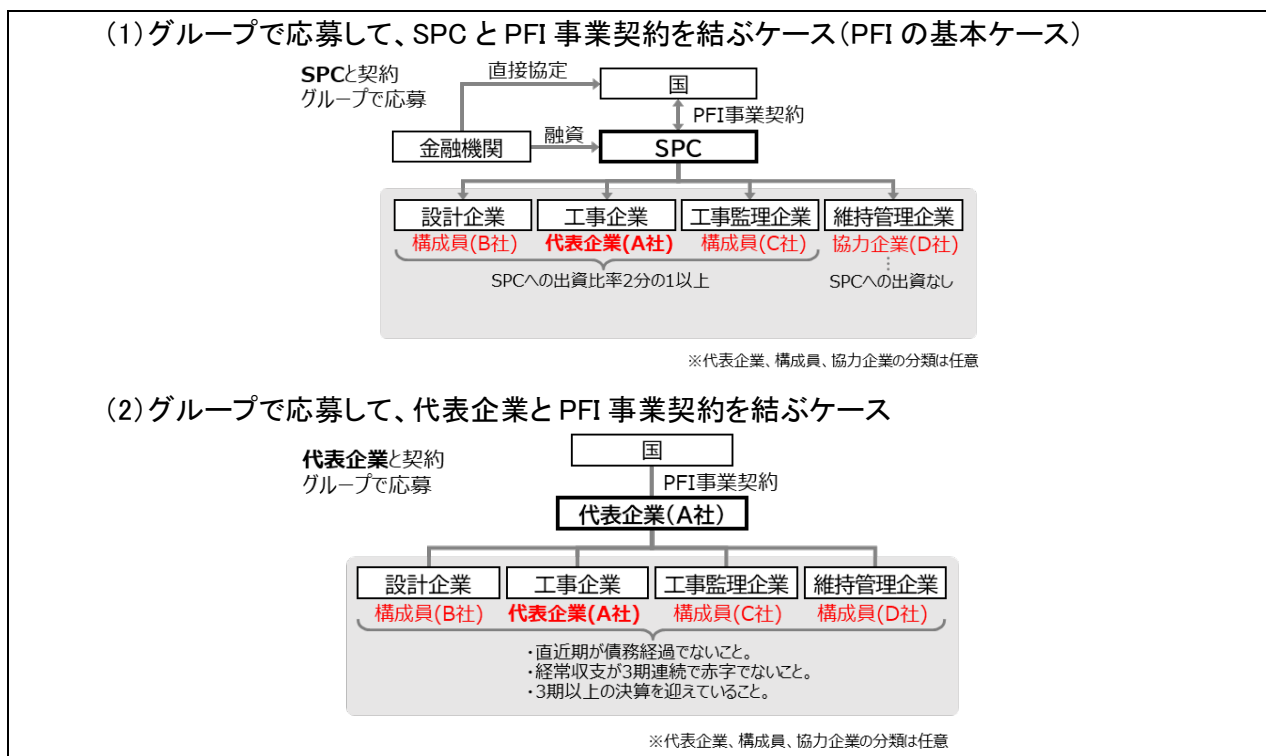 (1)グループで応募して、SPC と PFI 事業契約を結ぶケース(PFI の基本ケース)
SPCと契約
グループで応募
直接協定
国
PFI事業契約
金融機関
融資
SPC
設計企業
工事企業
工事監理企業
維持管理企業
構成員(B社)
代表企業(A社)
構成員(C社)
協力企業(D社)
SPCへの出資比率2分の1以上
SPCへの出資なし
※代表企業、構成員、協力企業の分類は任意
(2)グループで応募して、代表企業と PFI 事業契約を結ぶケース
代表企業と契約
グループで応募
国
PFI事業契約
代表企業(A社)
設計企業
工事企業
工事監理企業
維持管理企業
構成員(B社)
代表企業(A社)
構成員(C社)
構成員(D社)
・直近期が債務経過でないこと。
・経常収支が3期連続で赤字でないこと。
・3期以上の決算を迎えていること。
※代表企業、構成員、協力企業の分類は任意